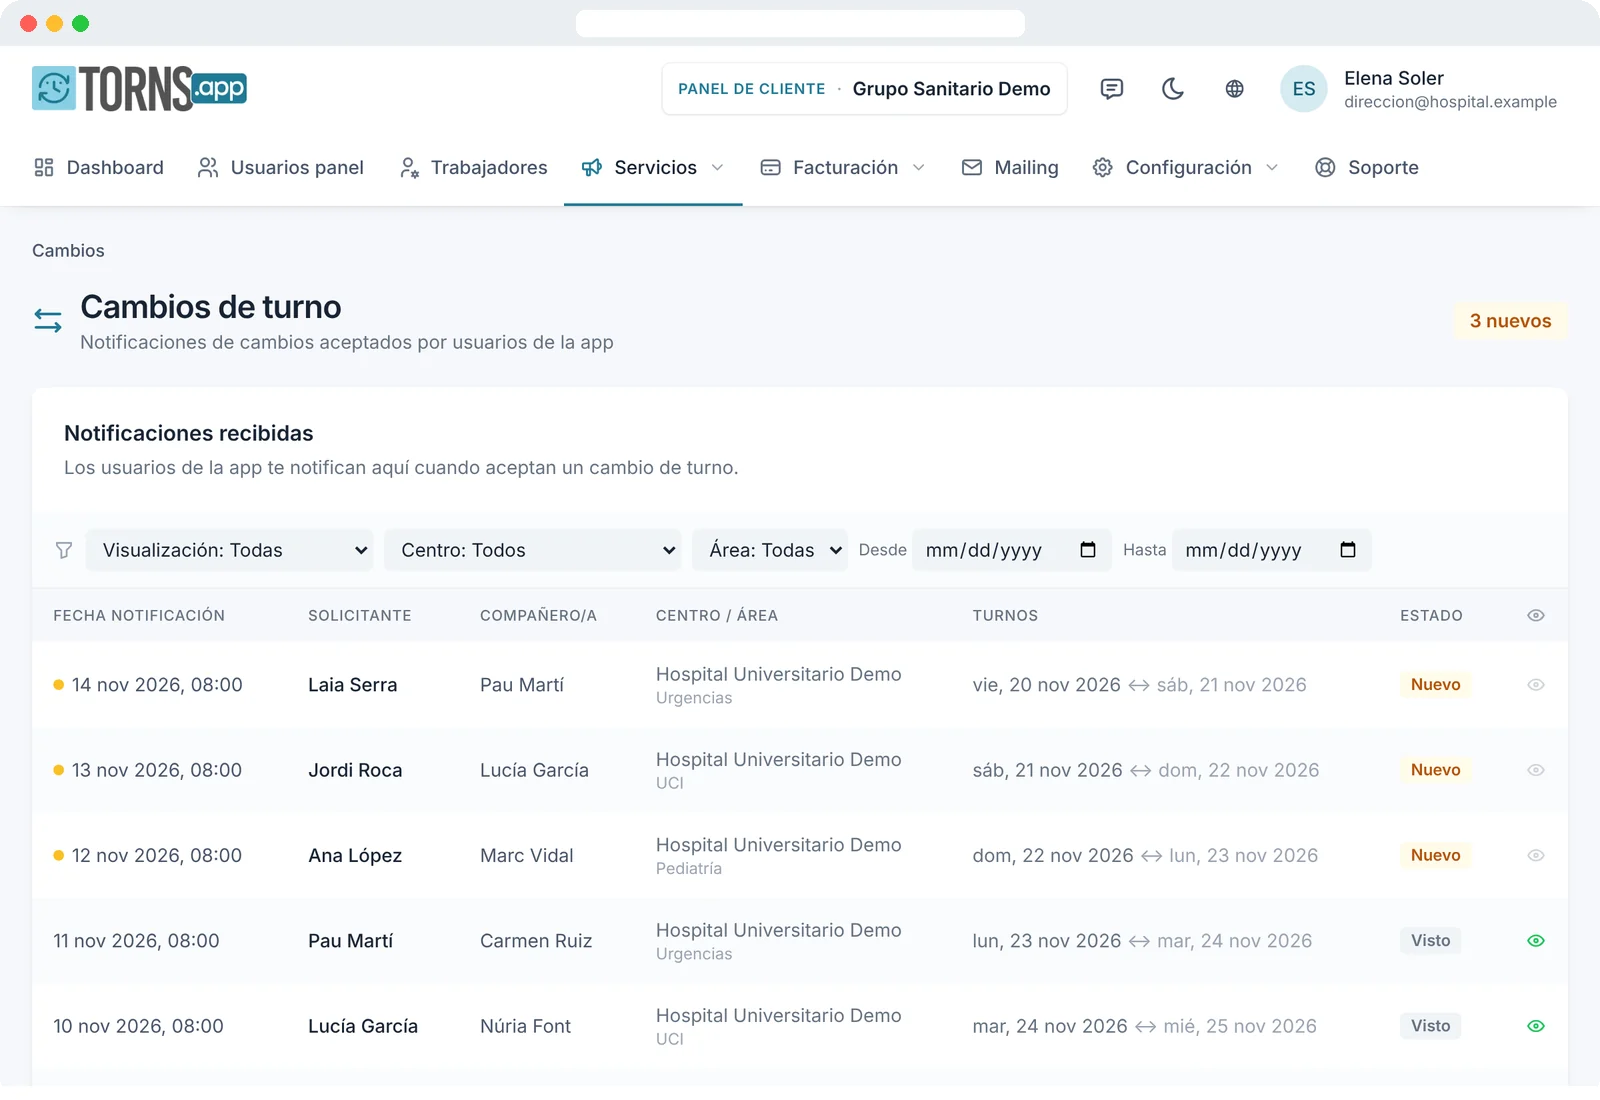 TORNS.app
PANEL DE CLIENTE · Grupo Sanitario Demo
ES
Elena Soler
direccion@hospital.example
Dashboard
Usuarios panel
Trabajadores
Servicios
Facturación
Mailing
Configuración
Soporte
Cambios
Cambios de turno
Notificaciones de cambios aceptados por usuarios de la app
3 nuevos
Notificaciones recibidas
Los usuarios de la app te notifican aquí cuando aceptan un cambio de turno.
Visualización: Todas
Centro: Todos
Área: Todas
Desde
mm/dd/yyyy
Hasta
mm/dd/yyyy
FECHA NOTIFICACIÓN SOLICITANTE COMPAÑERO/A CENTRO / ÁREA TURNOS ESTADO
14 nov 2026, 08:00 Laia Serra Pau Martí Hospital Universitario Demo vie, 20 nov 2026 ↔ sáb, 21 nov 2026 Nuevo
Urgencias
13 nov 2026, 08:00 Jordi Roca Lucía García Hospital Universitario Demo sáb, 21 nov 2026 ↔ dom, 22 nov 2026 Nuevo
UCI
12 nov 2026, 08:00 Ana López Marc Vidal Hospital Universitario Demo dom, 22 nov 2026 ↔ lun, 23 nov 2026 Nuevo
Pediatría
11 nov 2026, 08:00 Pau Martí Carmen Ruiz Hospital Universitario Demo lun, 23 nov 2026 ↔ mar, 24 nov 2026 Visto
Urgencias
10 nov 2026, 08:00 Lucía García Núria Font Hospital Universitario Demo mar, 24 nov 2026 ↔ mié, 25 nov 2026 Visto
UCI